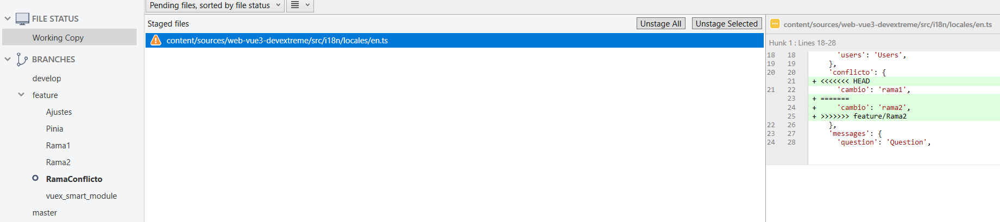 Pending files, sorted by file status
FILE STATUS
Working Copy
BRANCHES
develop
feature
Ajustes
Pinia
Rama1
Rama2
RamaConflicto
vuex_smart_module
master
Staged files
Unstage All
Unstage Selected
content/sources/web-vue3-devextreme/src/i18n/locales/en.ts
content/sources/web-vue3-devextreme/src/i18n/locales/en.ts
Hunk 1 : Lines 18-28
18 18 'users': 'Users',
19 19 },
20 20 'conflicto': {
21 + <<<<<<< HEAD
21 22 'cambio': 'rama1',
23 + =======
24 + 'cambio': 'rama2',
25 + >>>>>>> feature/Rama2
22 26 },
23 27 'messages': {
24 28 'question': 'Question',